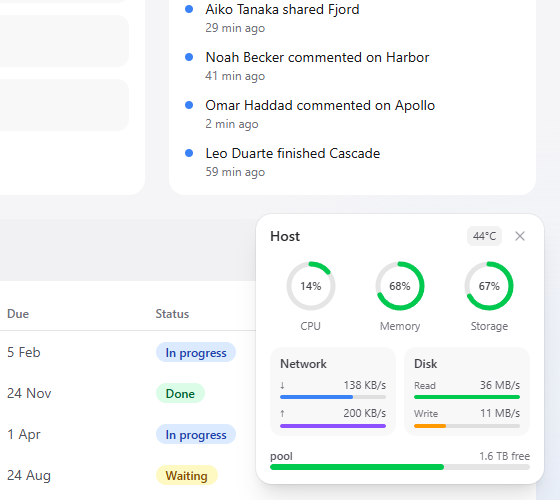 Aiko Tanaka shared Fjord
29 min ago
Noah Becker commented on Harbor
41 min ago
Omar Haddad commented on Apollo
2 min ago
Leo Duarte finished Cascade
59 min ago
Host
44°C
14%
68%
67%
CPU
Memory
Storage
Network
↓ 138 KB/s
↑ 200 KB/s
Disk
Read 36 MB/s
Write 11 MB/s
pool 1.6 TB free
Due Status
5 Feb In progress
24 Nov Done
1 Apr In progress
24 Aug Waiting